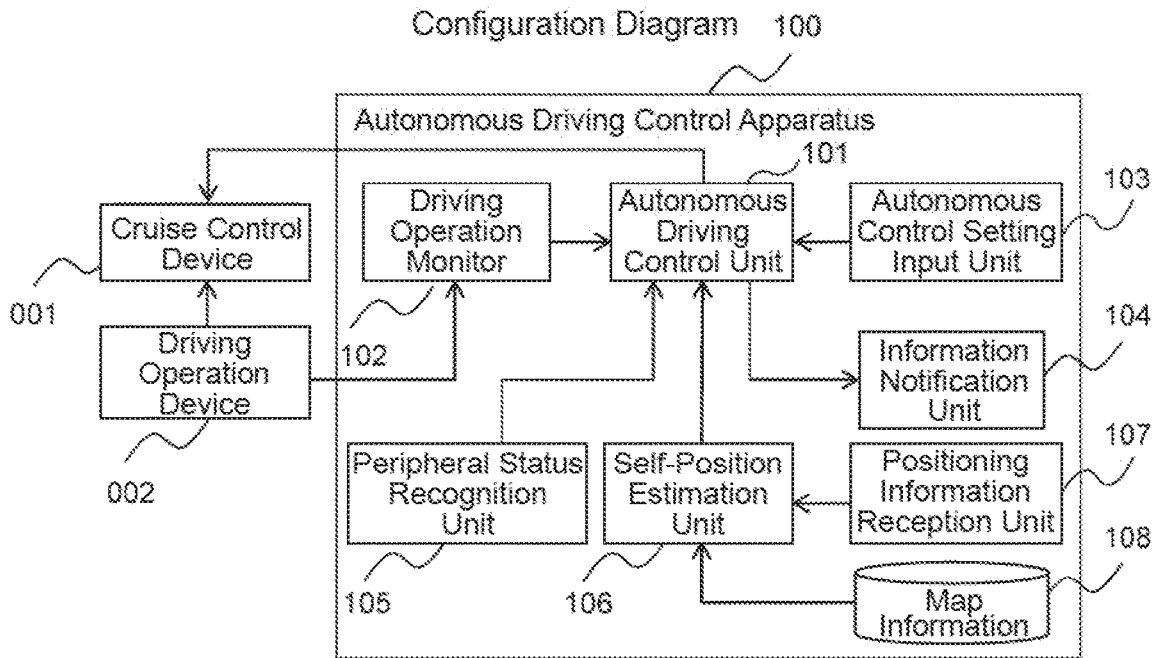 Configuration Diagram
100
Autonomous Driving Control Apparatus
101
103
Cruise Control
Device
Driving
Operation
Monitor
Autonomous
Driving
Control Unit
Autonomous
Control Setting
Input Unit
001
102
104
Driving
Operation
Device
Information
Notification
Unit
002
107
Peripheral Status
Recognition
Unit
Self-Position
Estimation
Unit
Positioning
Information
Reception Unit
108
105
106
Map
Information